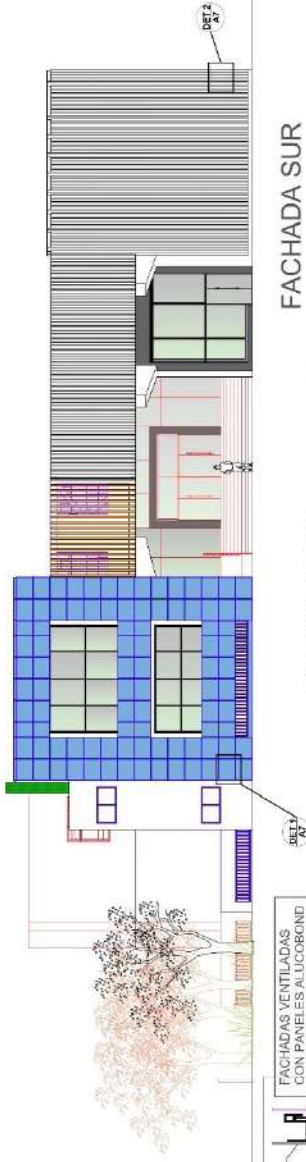 DET.2
A7
FACHADA SUR
DET.1
A7
FACHADAS VENTILADAS
CON PANELES ALUCOBOND